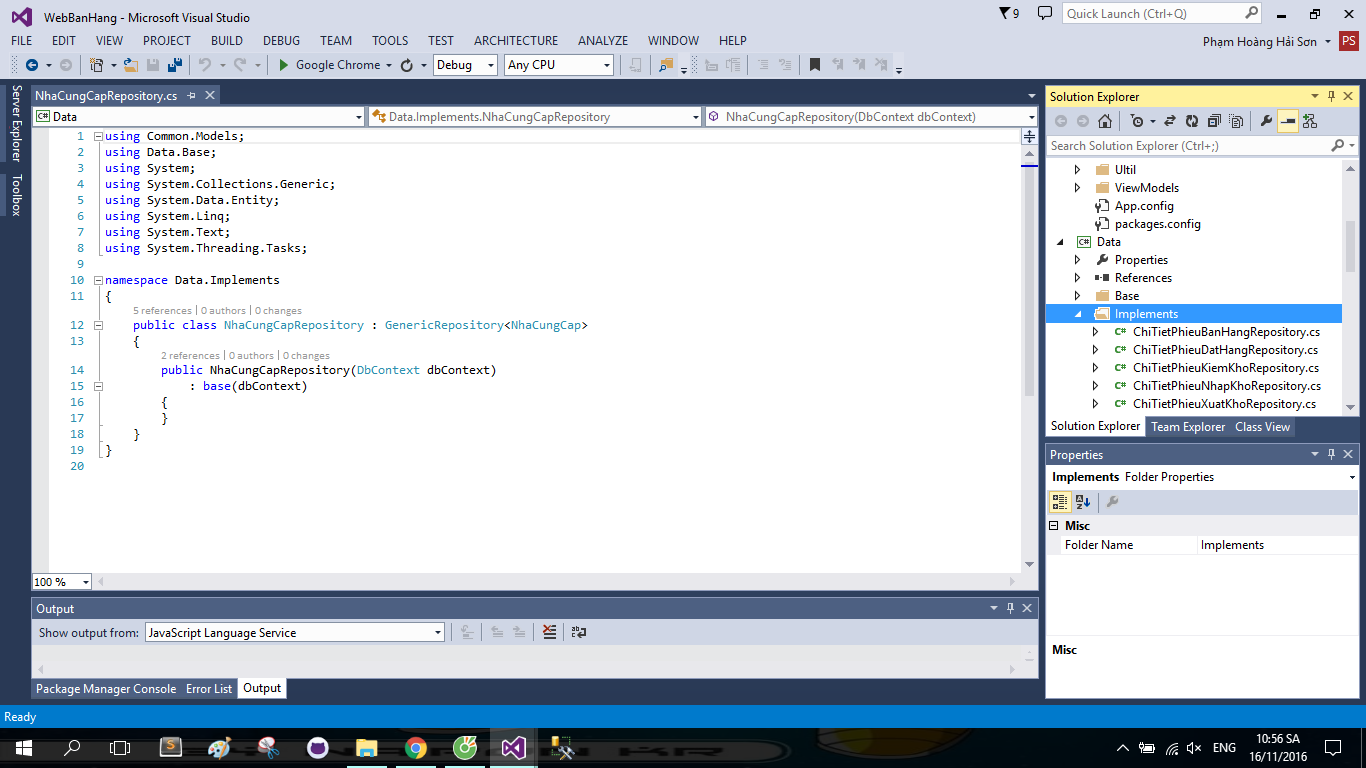 WebBanHang - Microsoft Visual Studio
9
Quick Launch (Ctrl+Q)
FILE EDIT VIEW PROJECT BUILD DEBUG TEAM TOOLS TEST ARCHITECTURE ANALYZE WINDOW HELP
Phạm Hoàng Hải Sơn
PS
Google Chrome
Debug
Any CPU
Server Explorer
Toolbox
NhaCungCapRepository.cs
Data
Data.Implements.NhaCungCapRepository
NhaCungCapRepository(DbContext dbContext)
1 using Common.Models;
2 using Data.Base;
3 using System;
4 using System.Collections.Generic;
5 using System.Data.Entity;
6 using System.Linq;
7 using System.Text;
8 using System.Threading.Tasks;
9
10 namespace Data.Implements
11 {
5 references | 0 authors | 0 changes
12 public class NhaCungCapRepository : GenericRepository<NhaCungCap>
13 {
2 references | 0 authors | 0 changes
14 public NhaCungCapRepository(DbContext dbContext)
15 : base(dbContext)
16 {
17 }
18 }
19 }
20
100 %
Output
Show output from: JavaScript Language Service
Package Manager Console Error List Output
Solution Explorer
Search Solution Explorer (Ctrl+;)
Ultil
ViewModels
App.config
packages.config
Data
Properties
References
Base
Implements
ChiTietPhieuBanHangRepository.cs
ChiTietPhieuDatHangRepository.cs
ChiTietPhieuKiemKhoRepository.cs
ChiTietPhieuNhapKhoRepository.cs
ChiTietPhieuXuatKhoRepository.cs
Solution Explorer Team Explorer Class View
Properties
Implements Folder Properties
Misc
Folder Name Implements
Misc
Ready
ENG
10:56 SA
16/11/2016